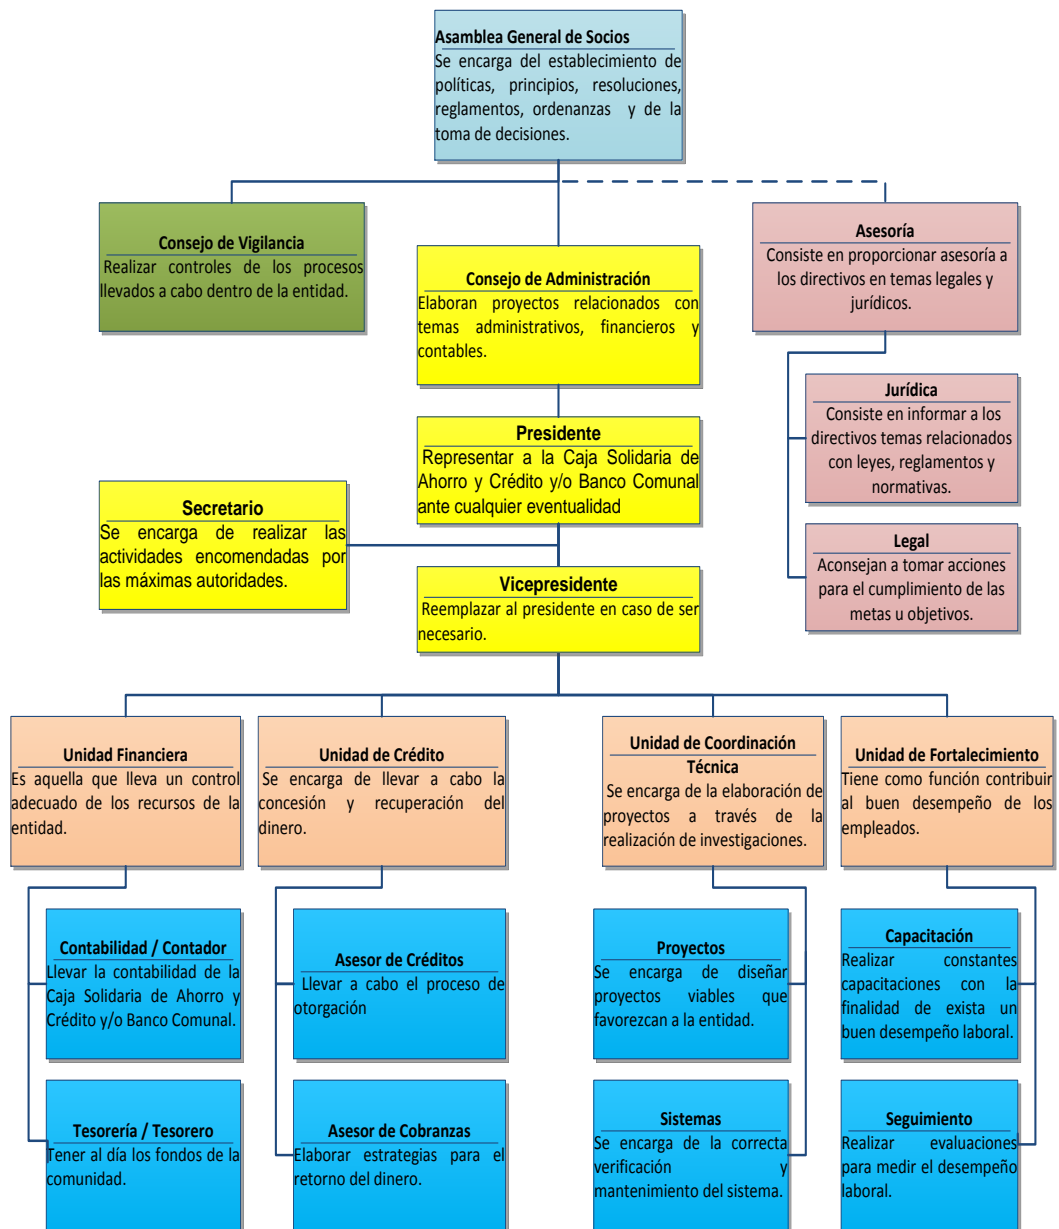 Asamblea General de Socios
Se encarga del establecimiento de
políticas, principios, resoluciones,
reglamentos, ordenanzas y de la
toma de decisiones.
Consejo de Vigilancia
Realizar controles de los procesos
llevados a cabo dentro de la entidad.
Consejo de Administración
Elaboran proyectos relacionados con
temas administrativos, financieros y
contables.
Asesoría
Consiste en proporcionar asesoría a
los directivos en temas legales y
jurídicos.
Jurídica
Consiste en informar a los
directivos temas relacionados
con leyes, reglamentos y
normativas.
Presidente
Representar a la Caja Solidaria de
Ahorro y Crédito y/o Banco Comunal
ante cualquier eventualidad
Secretario
Se encarga de realizar las
actividades encomendadas por
las máximas autoridades.
Legal
Aconsejan a tomar acciones
para el cumplimiento de las
metas u objetivos.
Vicepresidente
Reemplazar al presidente en caso de ser
necesario.
Unidad Financiera
Es aquella que lleva un control
adecuado de los recursos de la
entidad.
Unidad de Crédito
Se encarga de llevar a cabo la
concesión y recuperación del
dinero.
Unidad de Coordinación
Técnica
Se encarga de la elaboración de
proyectos a través de la
realización de investigaciones.
Unidad de Fortalecimiento
Tiene como función contribuir
al buen desempeño de los
empleados.
Contabilidad / Contador
Llevar la contabilidad de la
Caja Solidaria de Ahorro y
Crédito y/o Banco Comunal.
Asesor de Créditos
Llevar a cabo el proceso de
otorgación
Proyectos
Se encarga de diseñar
proyectos viables que
favorezcan a la entidad.
Capacitación
Realizar constantes
capacitaciones con la
finalidad de exista un
buen desempeño laboral.
Tesorería / Tesorero
Tener al día los fondos de la
comunidad.
Asesor de Cobranzas
Elaborar estrategias para el
retorno del dinero.
Sistemas
Se encarga de la correcta
verificación y
mantenimiento del sistema.
Seguimiento
Realizar evaluaciones
para medir el desempeño
laboral.